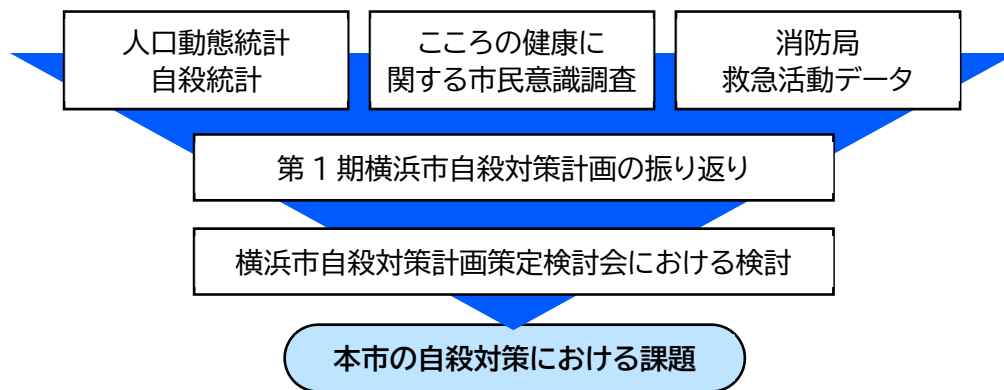 人口動態統計
自殺統計
こころの健康に
関する市民意識調査
消防局
救急活動データ
第1期横浜市自殺対策計画の振り返り
横浜市自殺対策計画策定検討会における検討
本市の自殺対策における課題